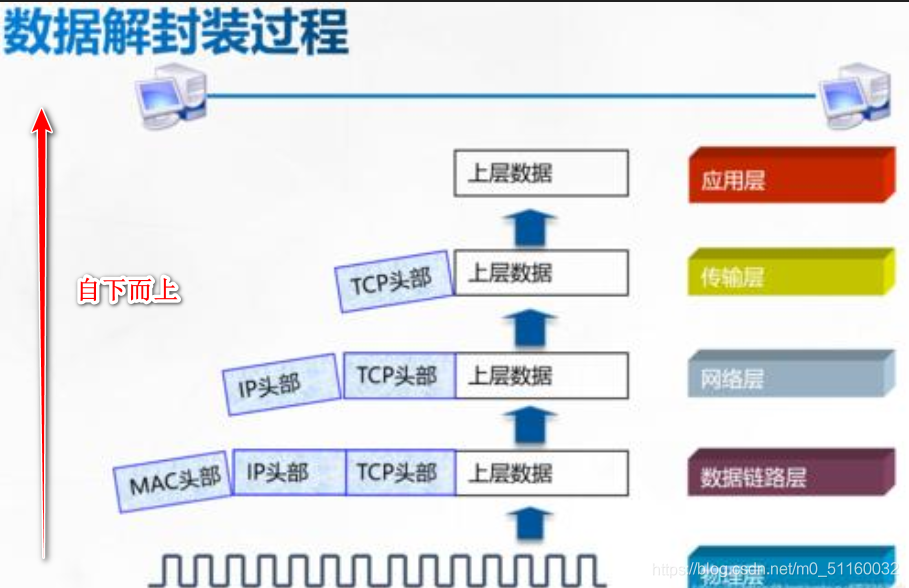 数据解封装过程
上层数据
应用层
TCP头部
上层数据
传输层
自下而上
IP头部
TCP头部
上层数据
网络层
MAC头部
IP头部
TCP头部
上层数据
数据链路层
物理层
https://blog.csdn.net/m0_51160032